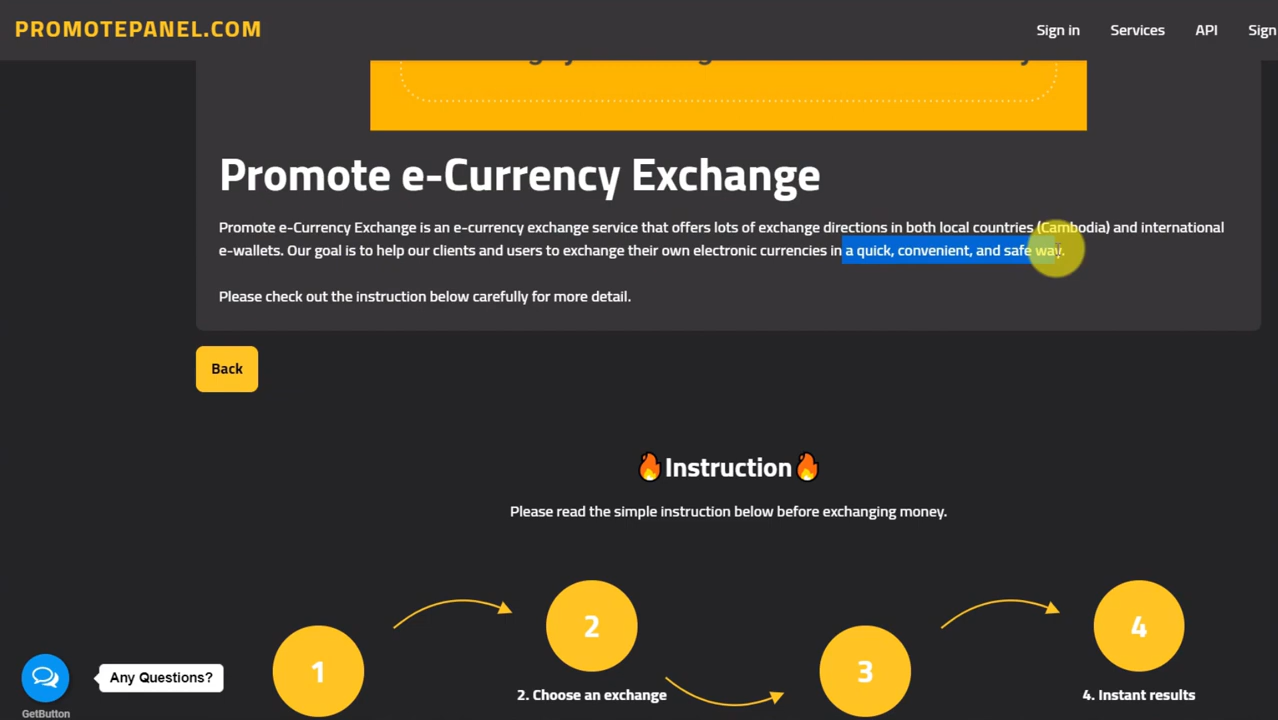 PROMOTEPANEL.COM
Sign in
Services
API
Sign
Promote e-Currency Exchange
Promote e-Currency Exchange is an e-currency exchange service that offers lots of exchange directions in both local countries (Cambodia) and international
e-wallets. Our goal is to help our clients and users to exchange their own electronic currencies in a quick, convenient, and safe way.
Please check out the instruction below carefully for more detail.
Back
🔥Instruction🔥
Please read the simple instruction below before exchanging money.
1
2
3
4
2. Choose an exchange
4. Instant results
Any Questions?
GetButton